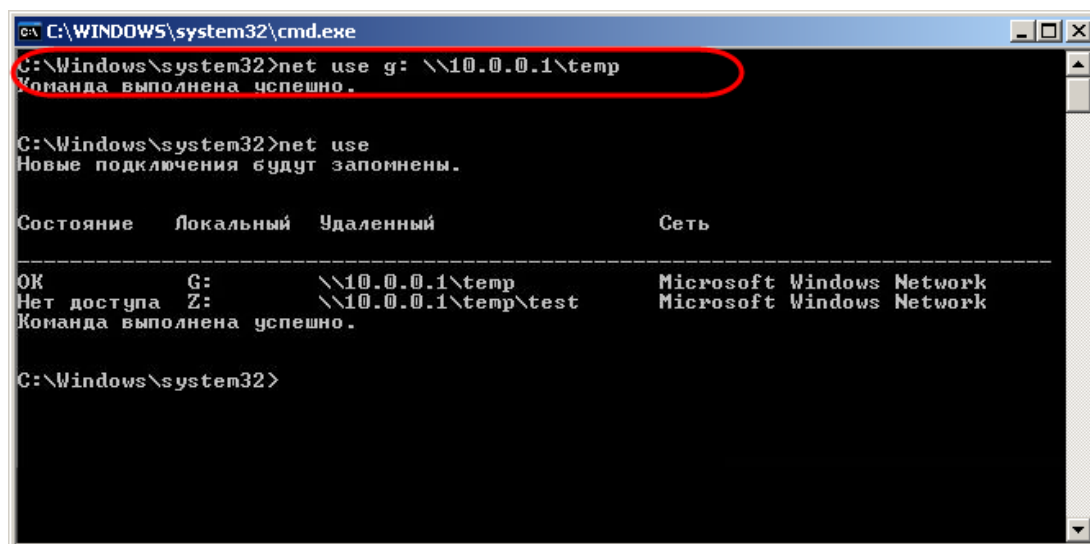 C:\WINDOWS\system32\cmd.exe
C:\Windows\system32>net use g: \\10.0.0.1\temp
Команда выполнена успешно.
C:\Windows\system32>net use
Новые подключения будут запомнены.
Состояние Локальный Удаленный Сеть
OK G: \\10.0.0.1\temp Microsoft Windows Network
Нет доступа Z: \\10.0.0.1\temp\test Microsoft Windows Network
Команда выполнена успешно.
C:\Windows\system32>